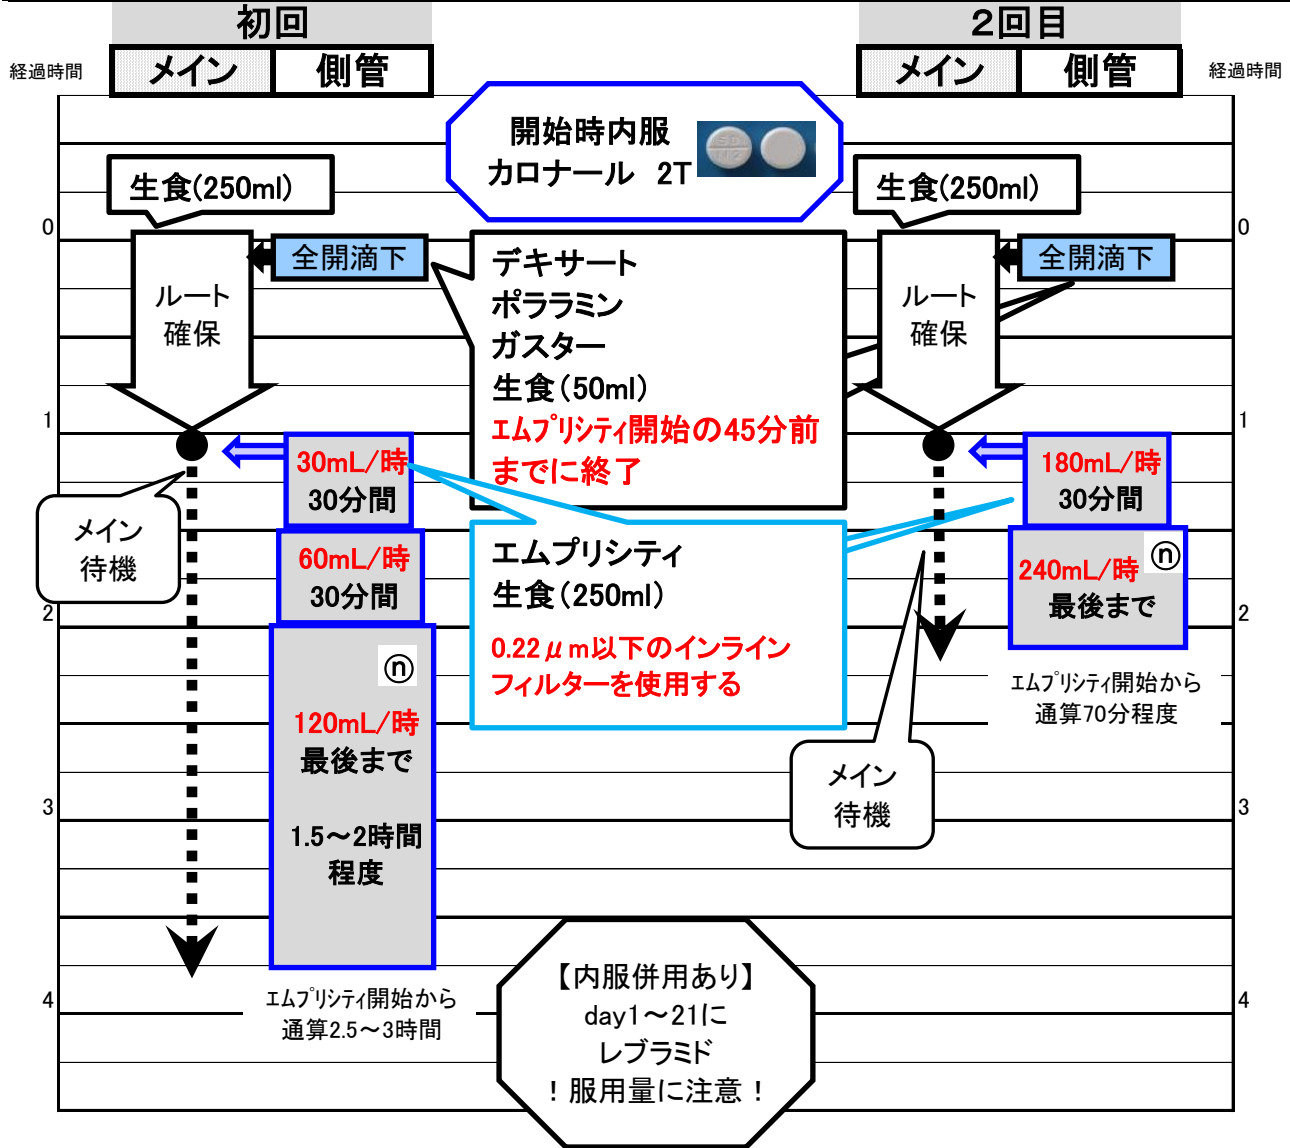 初回
2回目
メイン
側管
メイン
側管
経過時間
経過時間
開始時内服
カロナール 2T
生食(250ml)
生食(250ml)
0
0
全開滴下
全開滴下
ルート
確保
ルート
確保
デキサート
ポララミン
ガスター
生食(50ml)
エムプリシティ開始の45分前
までに終了
1
1
30mL/時
30分間
180mL/時
30分間
メイン
待機
60mL/時
30分間
エムプリシティ
生食(250ml)
0.22μm以下のインライン
フィルターを使用する
ⓝ
240mL/時
最後まで
2
2
ⓝ
120mL/時
最後まで
1.5～2時間
程度
エムプリシティ開始から
通算70分程度
メイン
待機
3
3
エムプリシティ開始から
通算2.5～3時間
4
4
【内服併用あり】
day1～21に
レブラミド
！服用量に注意！